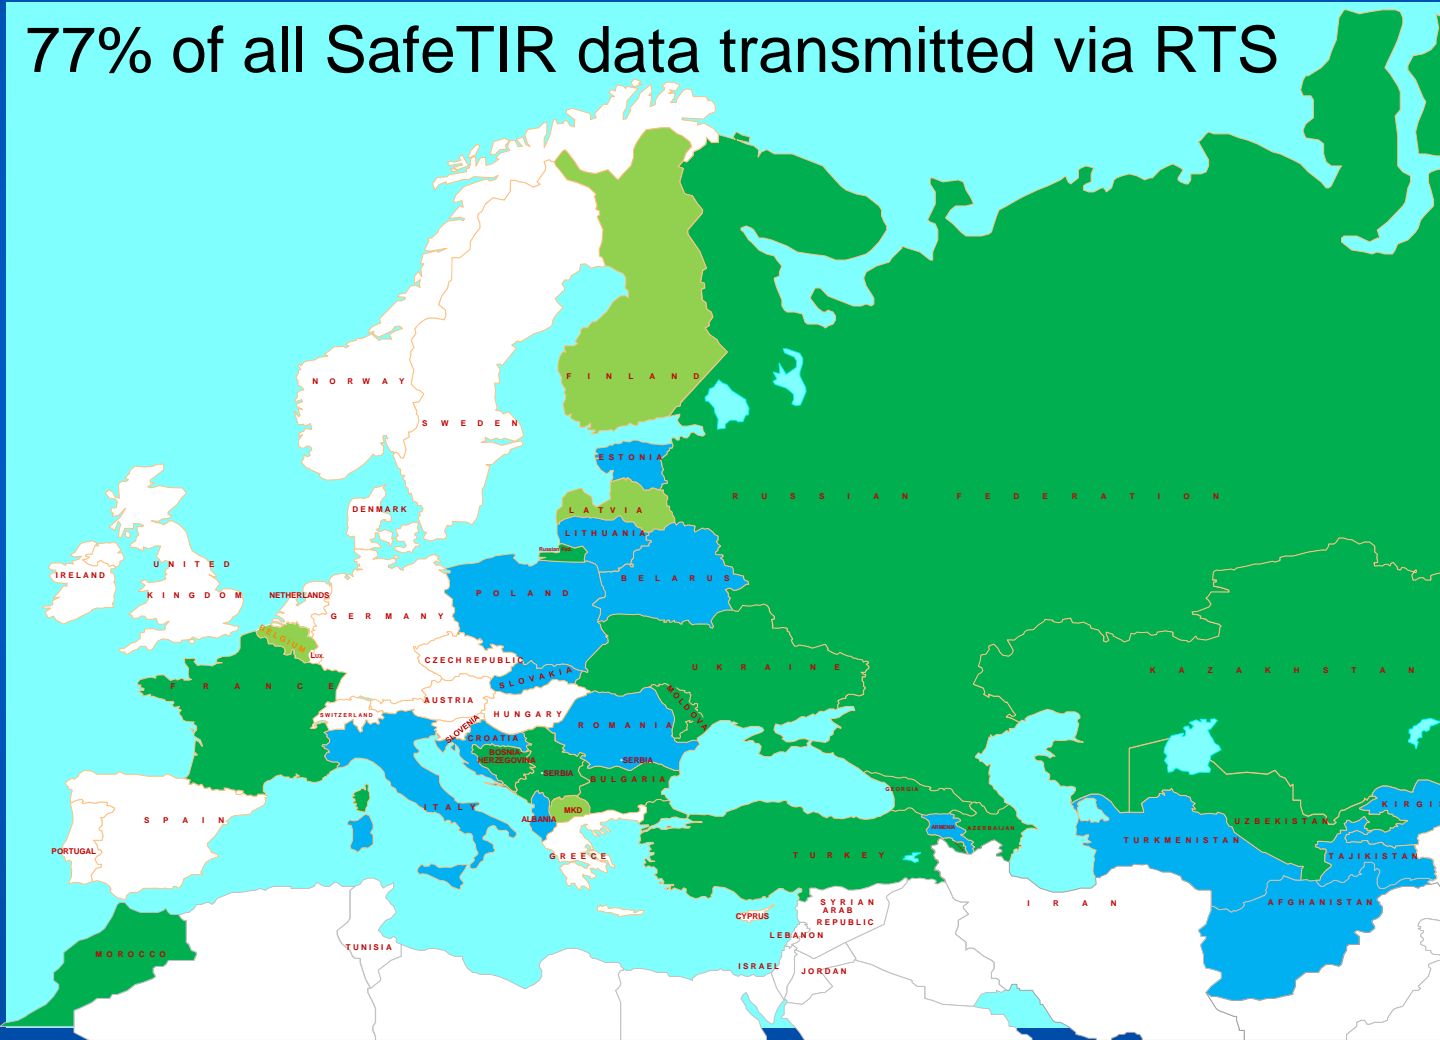 77% of all SafeTIR data transmitted via RTS
NORWAY
FINLAND
SWEDEN
ESTONIA
RUSSIAN FEDERATION
DENMARK
LATVIA
LITHUANIA
Russian Fed.
UNITED
KINGDOM
IRELAND
NETHERLANDS
BELARUS
POLAND
GERMANY
BELGIUM
Lux.
CZECH REPUBLIC
UKRAINE
KAZAKHSTAN
SLOVAKIA
FRANCE
AUSTRIA
MOLDOVA
SWITZERLAND
HUNGARY
SLOVENIA
ROMANIA
CROATIA
BOSNIA-
HERZEGOVINA
SERBIA
SERBIA
BULGARIA
GEORGIA
ITALY
MKD
ALBANIA
SPAIN
PORTUGAL
GREECE
TURKEY
ARMENIA
AZERBAIJAN
UZBEKISTAN
KIRGI
TURKMENISTAN
TAJIKISTAN
AFGHANISTAN
IRAN
SYRIAN
ARAB
REPUBLIC
CYPRUS
LEBANON
ISRAEL
JORDAN
TUNISIA
MOROCCO